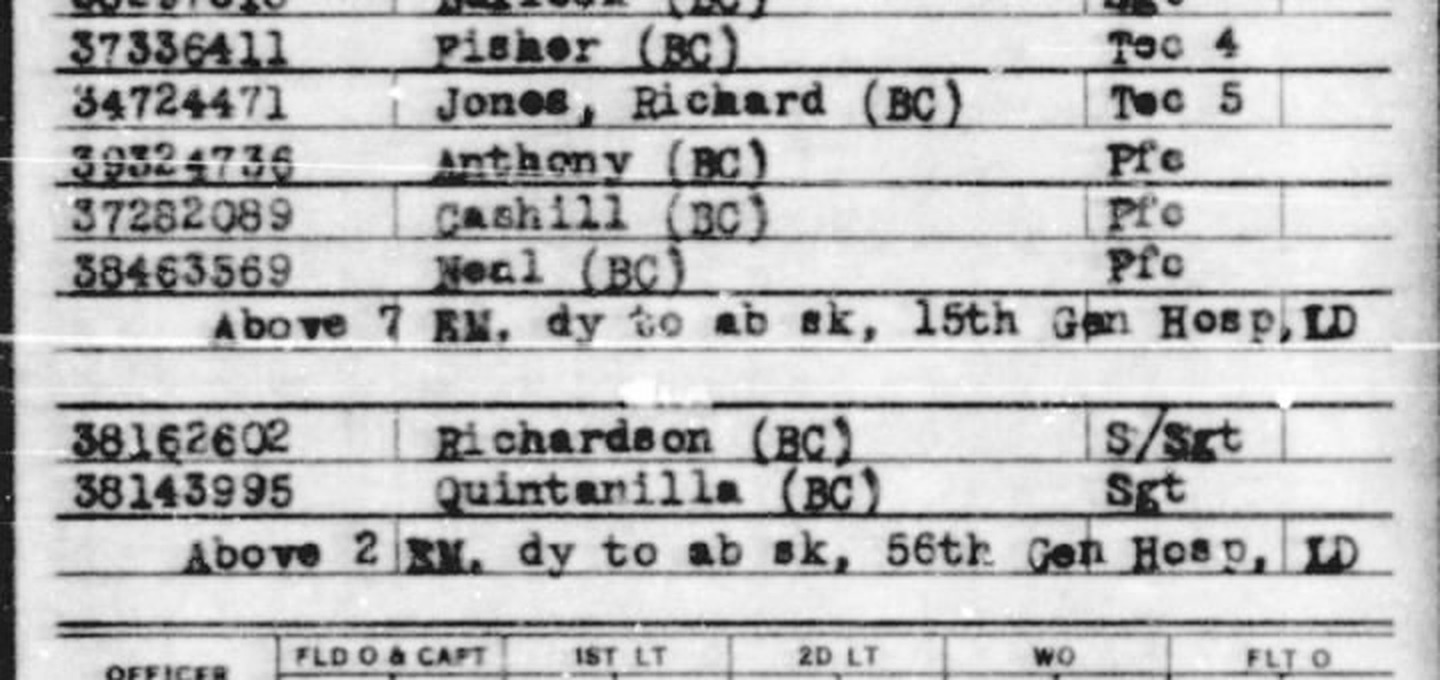 (BC) Sgt
37336411 Fisher (BC) Tec 4
34724471 Jones, Richard (BC) Tec 5
39324736 Anthony (BC) Pfc
37282089 Cashill (BC) Pfc
38463569 Neal (BC) Pfc
Above 7 EM. dy to ab sk, 15th Gen Hosp, LD
38162602 Richardson (BC) S/Sgt
38143995 Quintanilla (BC) Sgt
Above 2 EM. dy to ab sk, 56th Gen Hosp, LD
OFFICER FLD O & CAPT 1ST LT 2D LT WO FLT O